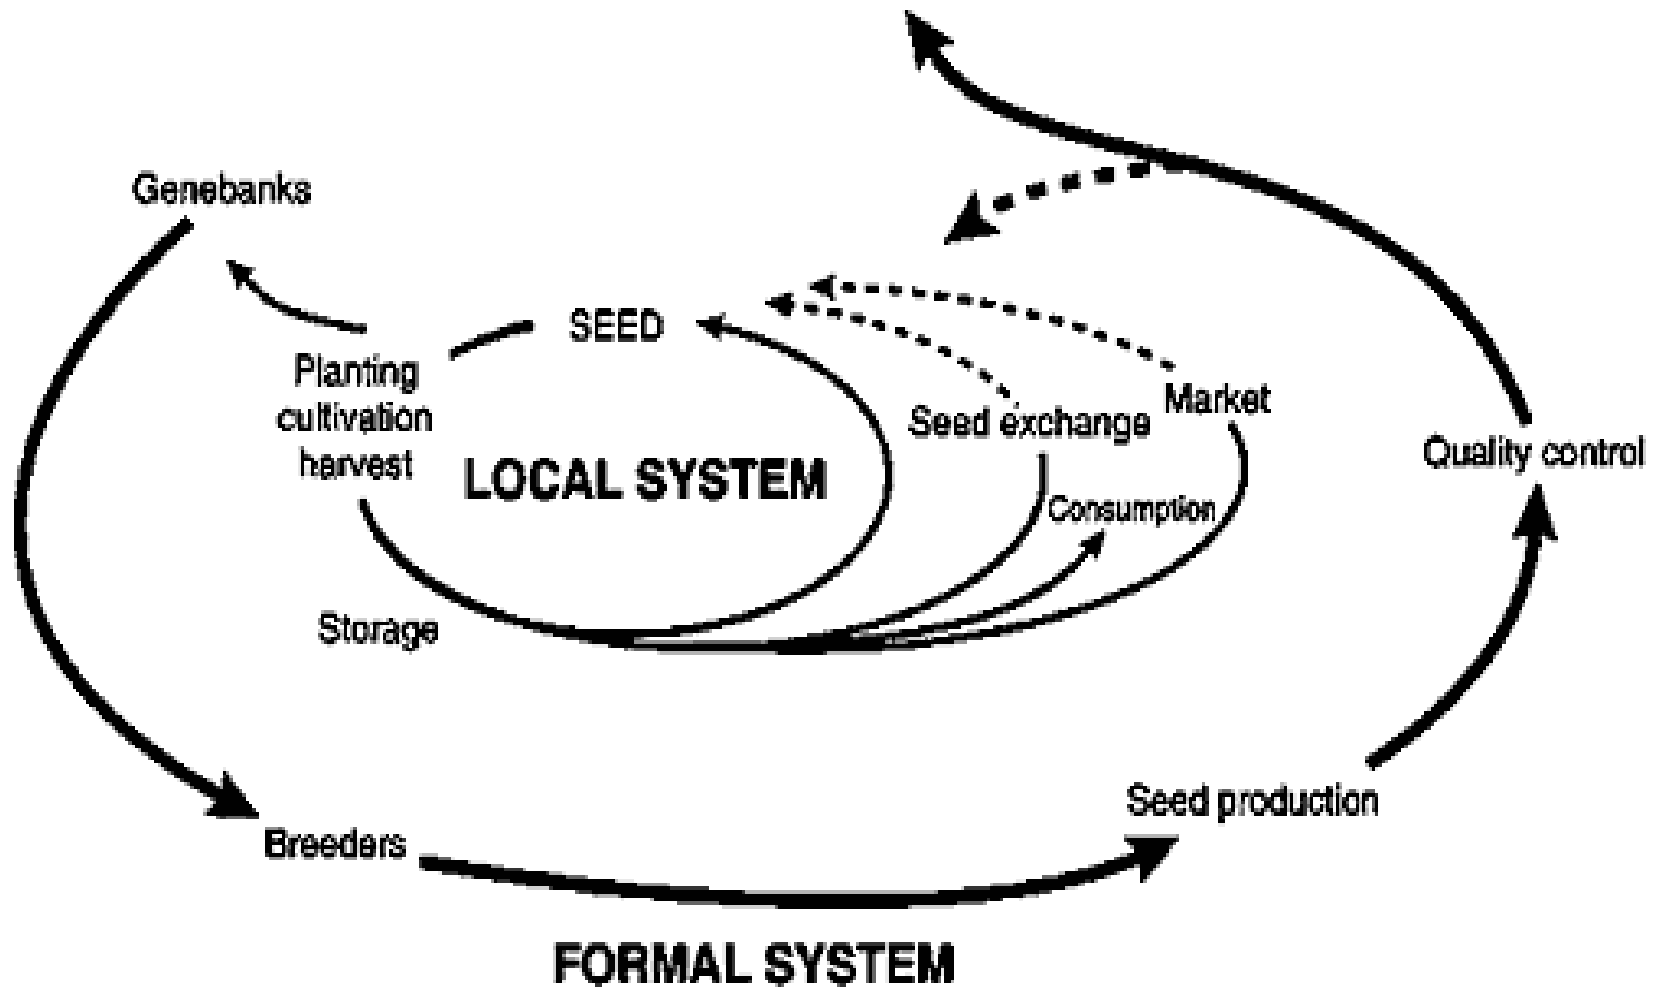 Genebanks
SEED
Planting
cultivation
harvest
Market
Seed exchange
Quality control
LOCAL SYSTEM
Consumption
Storage
Seed production
Breeders
FORMAL SYSTEM